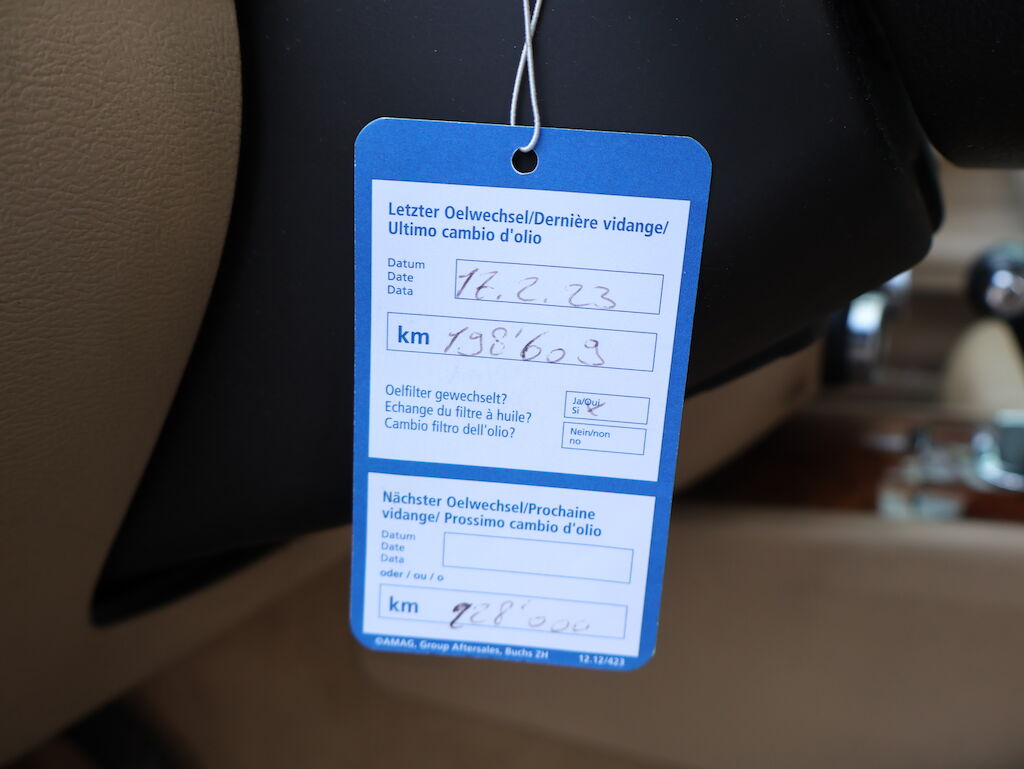 Letzter Oelwechsel/Dernière vidange/
Ultimo cambio d'olio
Datum
Date
Data
17.2.23
km 198'609
Oelfilter gewechselt?
Echange du filtre à huile?
Cambio filtro dell'olio?
Ja/Oui
Si
Nein/non
no
Nächster Oelwechsel/Prochaine
vidange/ Prossimo cambio d'olio
Datum
Date
Data
oder / ou / o
km 228'000
©AMAG, Group Aftersales, Buchs ZH 12.12/423